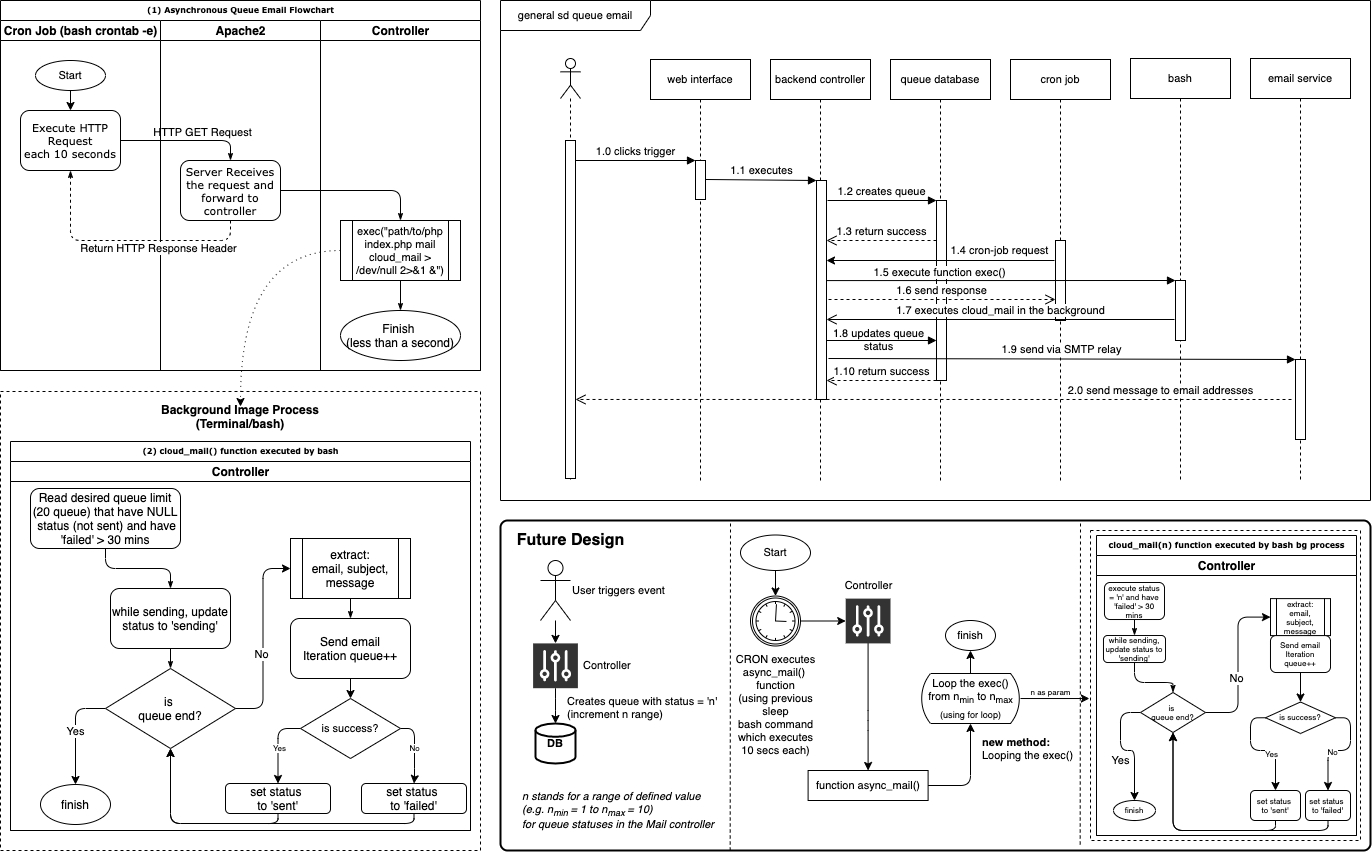 (1) Asynchronous Queue Email Flowchart
Cron Job (bash crontab -e)
Apache2
Controller
Start
Execute HTTP
Request
each 10 seconds
HTTP GET Request
Server Receives
the request and
forward to
controller
Return HTTP Response Header
exec("path/to/php
index.php mail
cloud_mail >
/dev/null 2>&1 &")
Finish
(less than a second)
Background Image Process
(Terminal/bash)
(2) cloud_mail() function executed by bash
Controller
Read desired queue limit
(20 queue) that have NULL
status (not sent) and have
'failed' > 30 mins
while sending, update
status to 'sending'
is
queue end?
Yes
finish
No
extract:
email, subject,
message
Send email
Iteration queue++
is success?
Yes
No
set status
to 'sent'
set status
to 'failed'
general sd queue email
web interface
backend controller
queue database
cron job
bash
email service
1.0 clicks trigger
1.1 executes
1.2 creates queue
1.3 return success
1.4 cron-job request
1.5 execute function exec()
1.6 send response
1.7 executes cloud_mail in the background
1.8 updates queue
status
1.9 send via SMTP relay
1.10 return success
2.0 send message to email addresses
Future Design
User triggers event
Controller
Creates queue with status = 'n'
(increment n range)
DB
n stands for a range of defined value
(e.g. nmin = 1 to nmax = 10)
for queue statuses in the Mail controller
Start
CRON executes
async_mail()
function
(using previous
sleep
bash command
which executes
10 secs each)
Controller
function async_mail()
finish
Loop the exec()
from nmin to nmax
(using for loop)
new method:
Looping the exec()
n as param
cloud_mail(n) function executed by bash bg process
Controller
execute status
= 'n' and have
'failed' > 30
mins
while sending,
update status to
'sending'
is
queue end?
Yes
finish
No
extract:
email,
subject,
message
Send email
Iteration
queue++
is success?
Yes
No
set status
to 'sent'
set status
to 'failed'